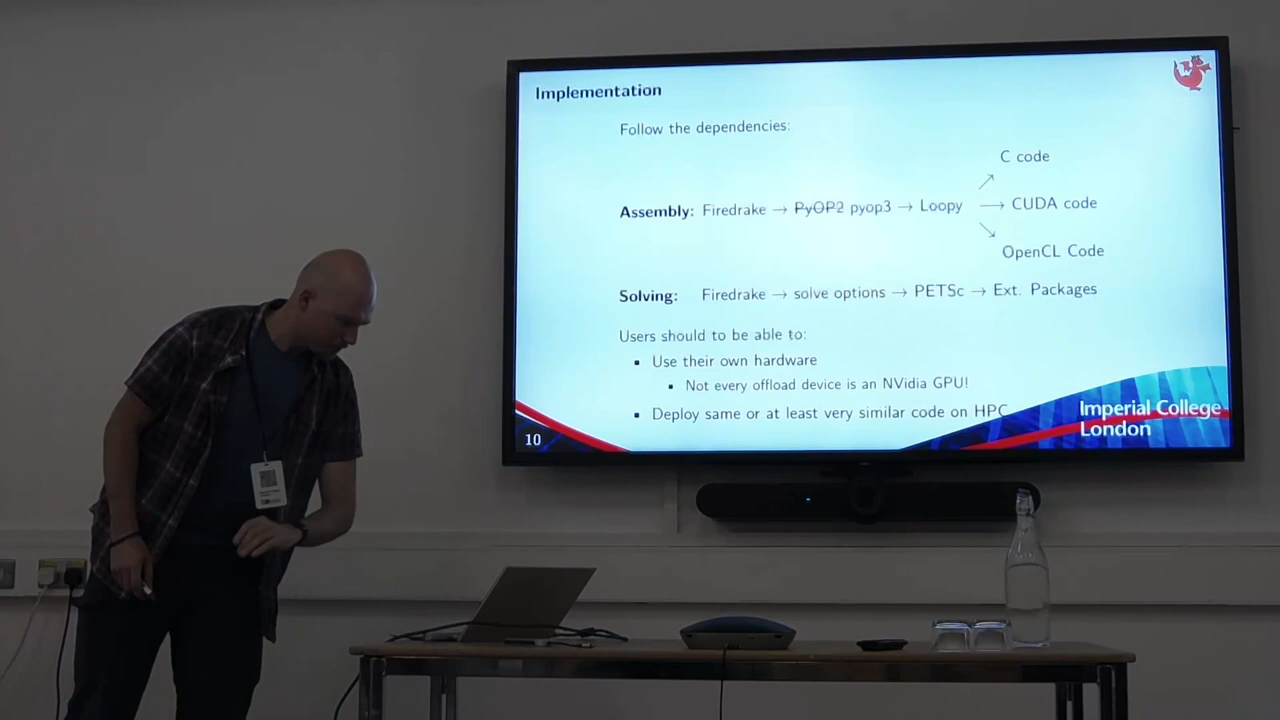 Implementation
Follow the dependencies:
C code
Assembly: Firedrake → PyOP2 pyop3 → Loopy → CUDA code
OpenCL Code
Solving: Firedrake → solve options → PETSc → Ext. Packages
Users should be able to:
▪ Use their own hardware
▪ Not every offload device is an NVidia GPU!
▪ Deploy same or at least very similar code on HPC
Imperial College
London
10